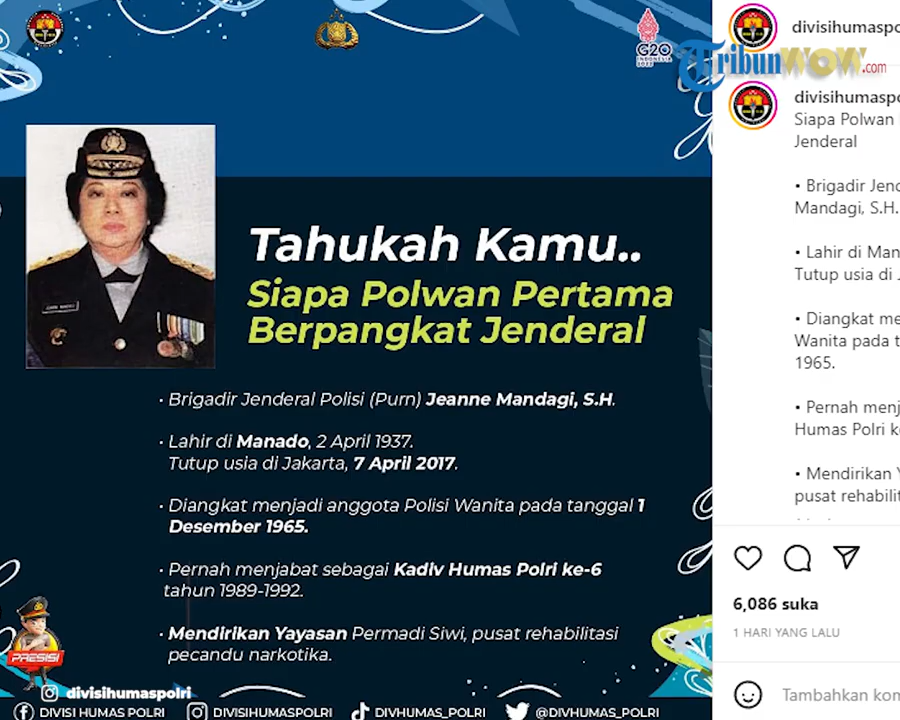 G20
INDONESIA
2022
TribunWOW.com
Tahukah Kamu..
Siapa Polwan Pertama
Berpangkat Jenderal
• Brigadir Jenderal Polisi (Purn) Jeanne Mandagi, S.H.
• Lahir di Manado, 2 April 1937.
Tutup usia di Jakarta, 7 April 2017.
• Diangkat menjadi anggota Polisi Wanita pada tanggal 1
Desember 1965.
• Pernah menjabat sebagai Kadiv Humas Polri ke-6
tahun 1989-1992.
• Mendirikan Yayasan Permadi Siwi, pusat rehabilitasi
pecandu narkotika.
PRESISI
divisihumaspolri
DIVISI HUMAS POLRI
DIVISIHUMASPOLRI
DIVHUMAS_POLRI
@DIVHUMAS_POLRI
divisihumaspo
divisihumaspo
Siapa Polwan
Jenderal
• Brigadir Jend
Mandagi, S.H.
• Lahir di Man
Tutup usia di J
• Diangkat me
Wanita pada t
1965.
• Pernah menj
Humas Polri k
• Mendirikan Y
pusat rehabilit
6,086 suka
1 HARI YANG LALU
Tambahkan kom